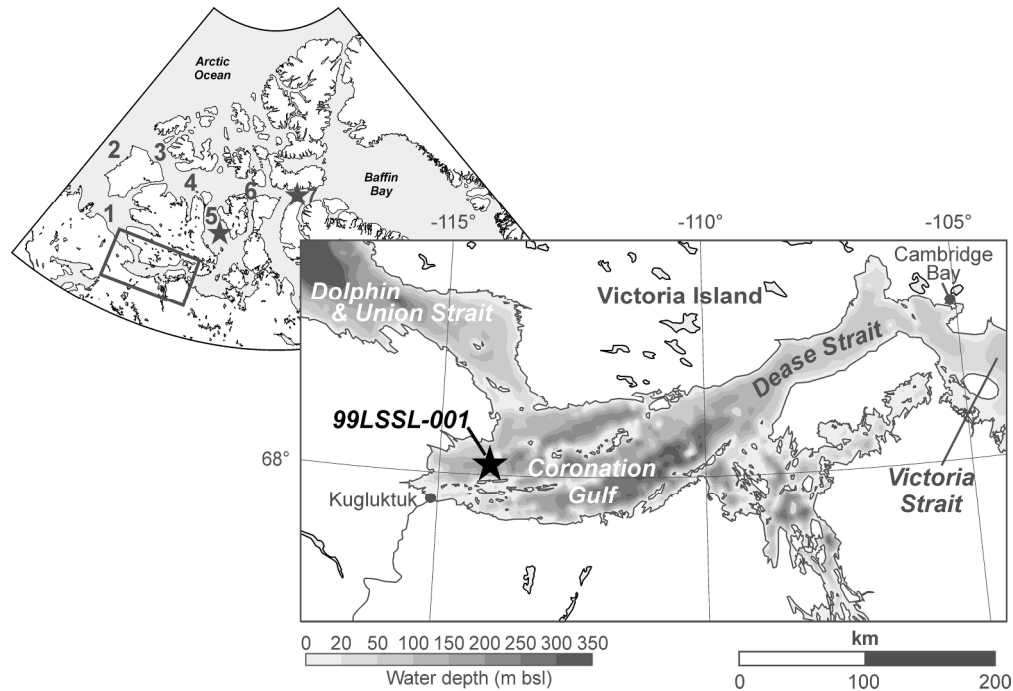 Arctic
Ocean
2
3
4
6
7
Baffin
Bay
1
5
-115°
-110°
-105°
Cambridge
Bay
Dolphin
& Union Strait
Victoria Island
Dease Strait
99LSSL-001
68°
Coronation
Gulf
Kugluktuk
Victoria
Strait
0 20 50 100 150 200 250 300 350
Water depth (m bsl)
km
0 100 200